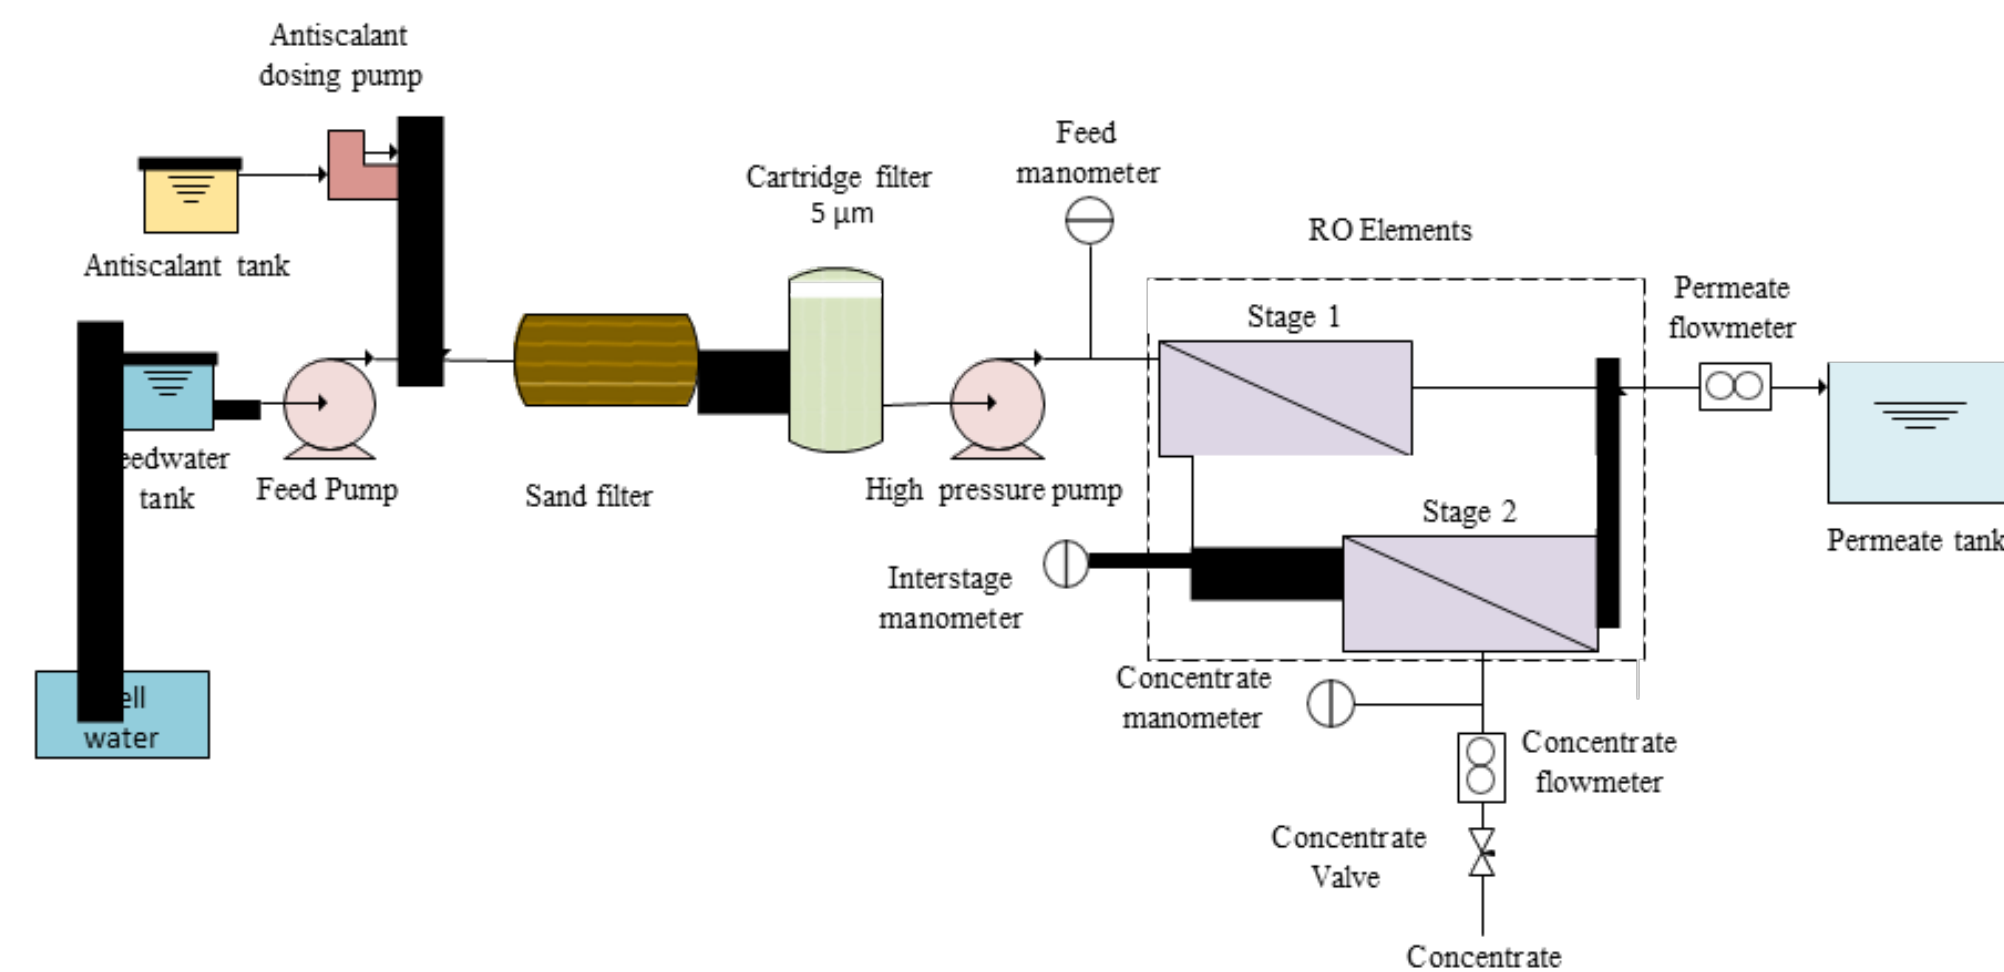 Antiscalant
dosing pump
Antiscalant tank
eedwater
tank
Feed Pump
ell
water
Sand filter
Cartridge filter
5 µm
High pressure pump
Feed
manometer
RO Elements
Stage 1
Stage 2
Interstage
manometer
Concentrate
manometer
Concentrate
flowmeter
Concentrate
Valve
Concentrate
Permeate
flowmeter
Permeate tank